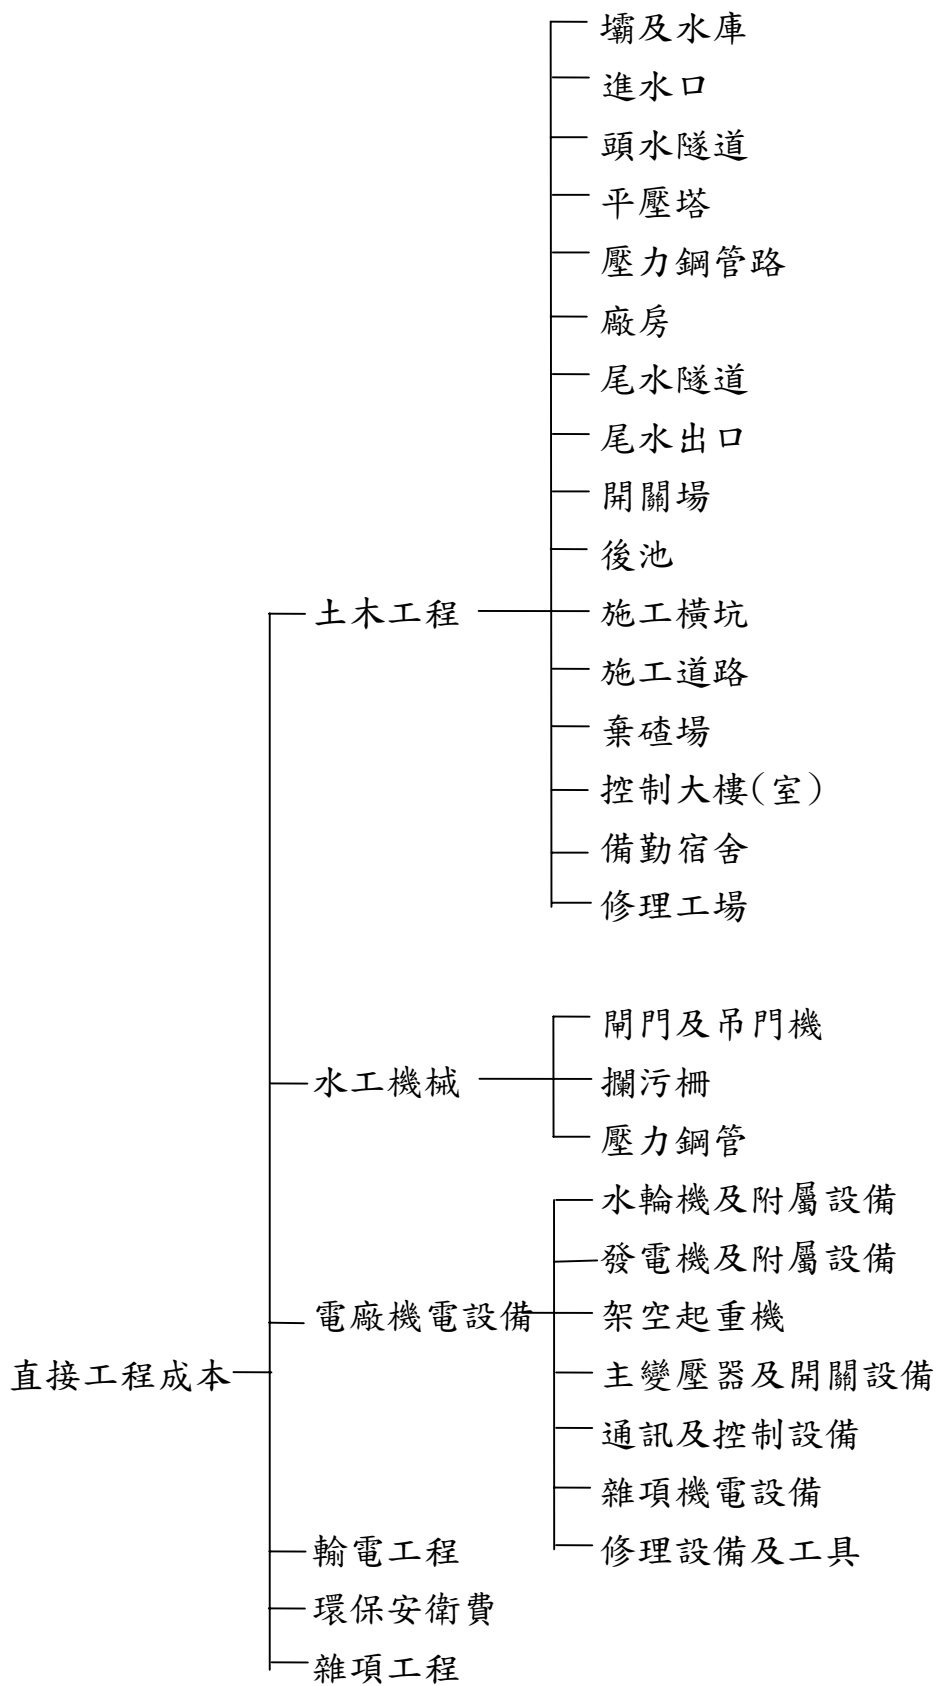 壩及水庫
進水口
頭水隧道
平壓塔
壓力鋼管路
廠房
尾水隧道
尾水出口
開關場
後池
土木工程
施工橫坑
施工道路
棄碴場
控制大樓(室)
備勤宿舍
修理工場
閘門及吊門機
水工機械
攔污柵
壓力鋼管
水輪機及附屬設備
發電機及附屬設備
電廠機電設備
架空起重機
直接工程成本
主變壓器及開關設備
通訊及控制設備
雜項機電設備
輸電工程
修理設備及工具
環保安衛費
雜項工程